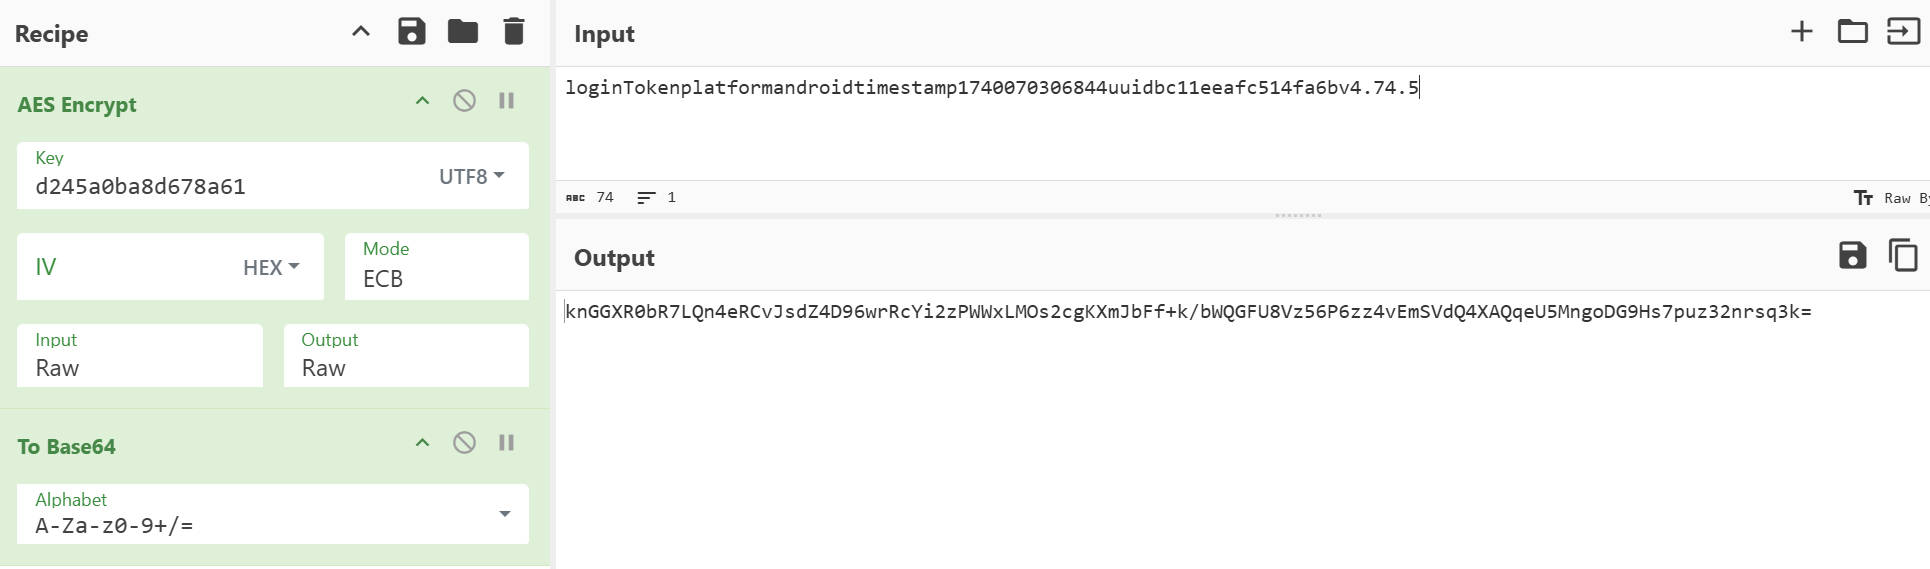 Recipe
AES Encrypt
Key
d245a0ba8d678a61
UTF8
IV
HEX
Mode
ECB
Input
Raw
Output
Raw
To Base64
Alphabet
A-Za-z0-9+/=
Input
loginTokenplatformandroidtimestamp1740070306844uuidbc11eeafc514fa6bv4.74.5
ABC 74 1
Tт Raw By
Output
knGGXR0bR7LQn4eRCvJsdZ4D96wrRcYi2zPWWxLMOs2cgKXmJbFf+k/bWQGFU8Vz56P6zz4vEmSVdQ4XAQqeU5MngoDG9Hs7puz32nrsq3k=